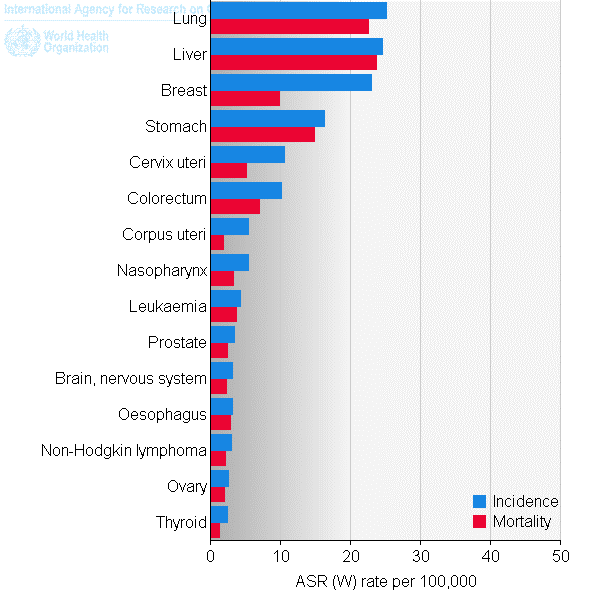 International Agency for Research on
World Health
Organization
Lung
Liver
Breast
Stomach
Cervix uteri
Colorectum
Corpus uteri
Nasopharynx
Leukaemia
Prostate
Brain, nervous system
Oesophagus
Non-Hodgkin lymphoma
Ovary
Thyroid
Incidence
Mortality
0 10 20 30 40 50
ASR (W) rate per 100,000